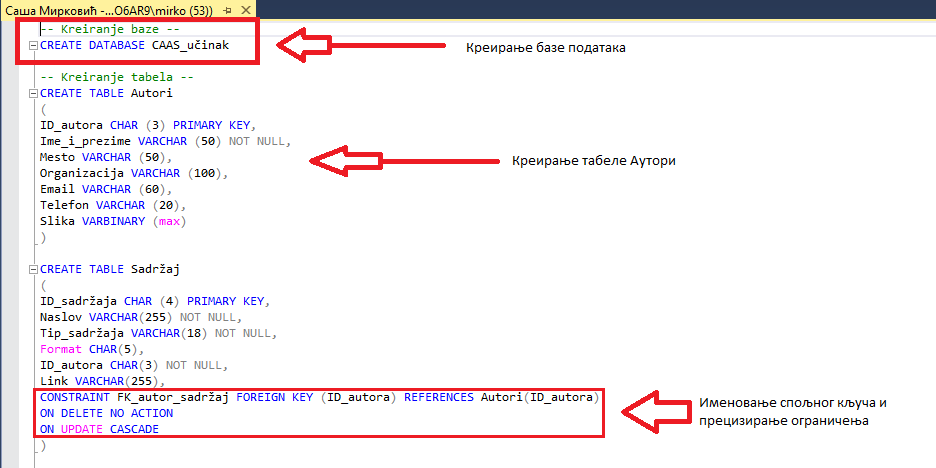 Саша Мирковић -...O6AR9\mirko (53))
-- Kreiranje baze --
CREATE DATABASE CAAS_učinak
Креирање базе података
-- Kreiranje tabela --
CREATE TABLE Autori
(
ID_autora CHAR (3) PRIMARY KEY,
Ime_i_prezime VARCHAR (50) NOT NULL,
Mesto VARCHAR (50),
Креирање табеле Аутори
Organizacija VARCHAR (100),
Email VARCHAR (60),
Telefon VARCHAR (20),
Slika VARBINARY (max)
)
CREATE TABLE Sadržaj
(
ID_sadržaja CHAR (4) PRIMARY KEY,
Naslov VARCHAR(255) NOT NULL,
Tip_sadržaja VARCHAR(18) NOT NULL,
Format CHAR(5),
ID_autora CHAR(3) NOT NULL,
Link VARCHAR(255),
CONSTRAINT FK_autor_sadržaj FOREIGN KEY (ID_autora) REFERENCES Autori(ID_autora)
ON DELETE NO ACTION
ON UPDATE CASCADE
)
Именовање спољног кључа и
прецизирање ограничења